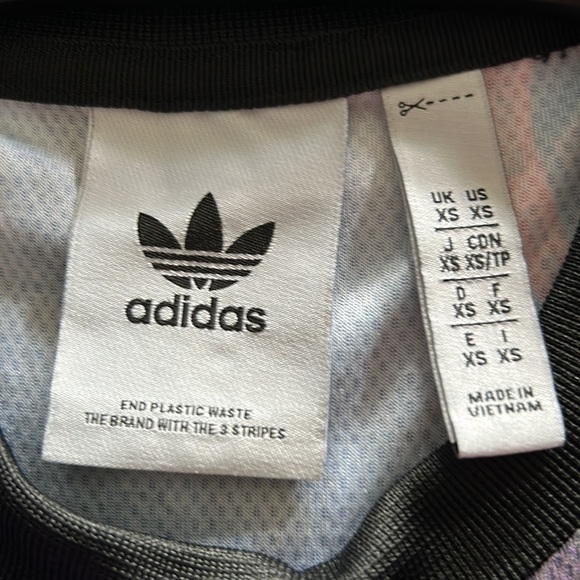 adidas
END PLASTIC WASTE
THE BRAND WITH THE 3 STRIPES
UK US
XS XS
J CDN
XS XS/TP
D F
XS XS
E I
XS XS
MADE IN
VIETNAM